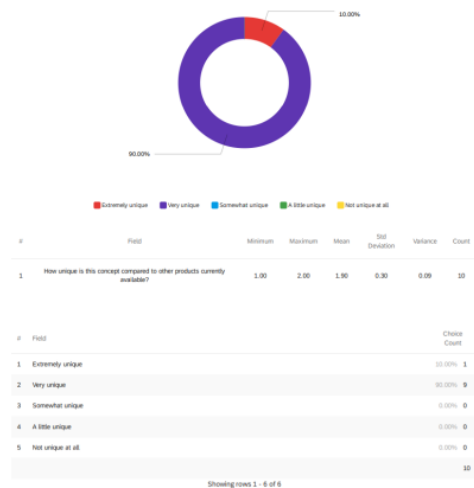 10.00%
90.00%
Extremely unique Very unique Somewhat unique A little unique Not unique at all
# Field Minimum Maximum Mean Std Deviation Variance Count
1 How unique is this concept compared to other products currently available? 1.00 2.00 1.90 0.30 0.09 10
# Field Choice Count
1 Extremely unique 10.00% 1
2 Very unique 90.00% 9
3 Somewhat unique 0.00% 0
4 A little unique 0.00% 0
5 Not unique at all 0.00% 0
10
Showing rows 1 - 6 of 6